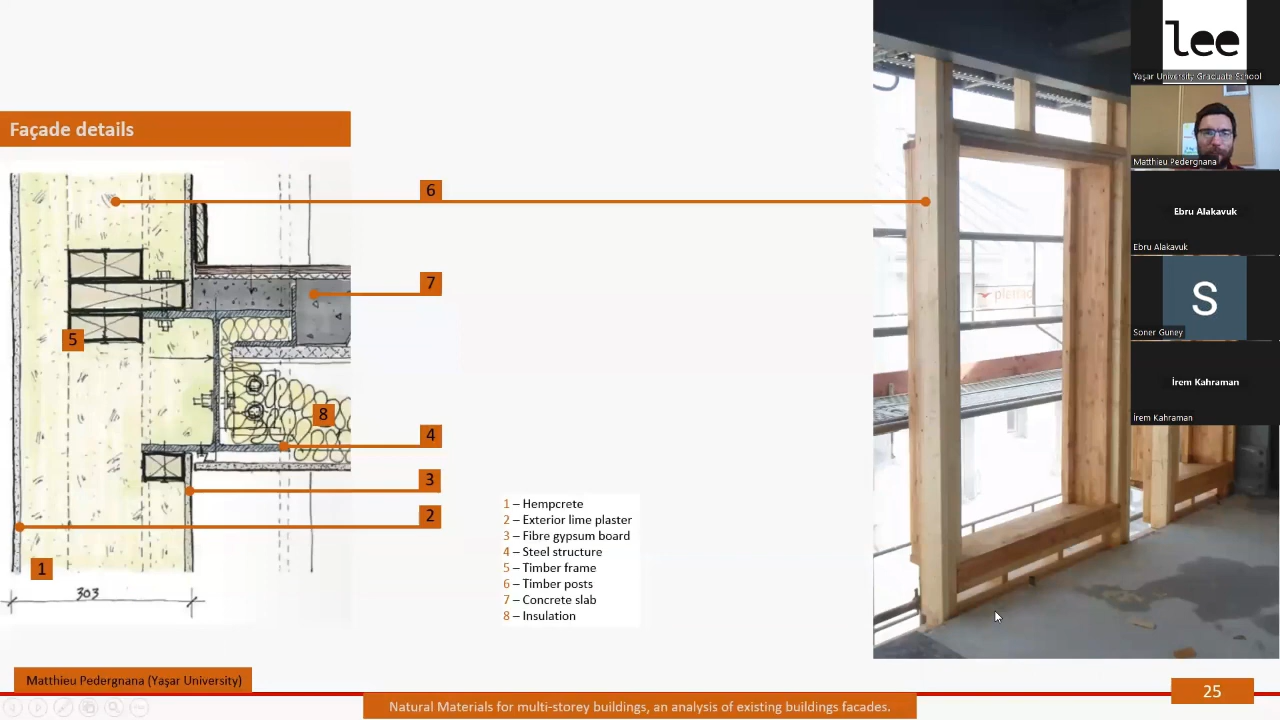 Façade details
6
7
5
8
4
3
2
1
303
1 – Hempcrete
2 – Exterior lime plaster
3 – Fibre gypsum board
4 – Steel structure
5 – Timber frame
6 – Timber posts
7 – Concrete slab
8 – Insulation
lee
Yaşar University Graduate School
Matthieu Pedergnana
Ebru Alakavuk
Ebru Alakavuk
S
Soner Guney
İrem Kahraman
İrem Kahraman
Matthieu Pedergnana (Yaşar University)
Natural Materials for multi-storey buildings, an analysis of existing buildings facades.
25